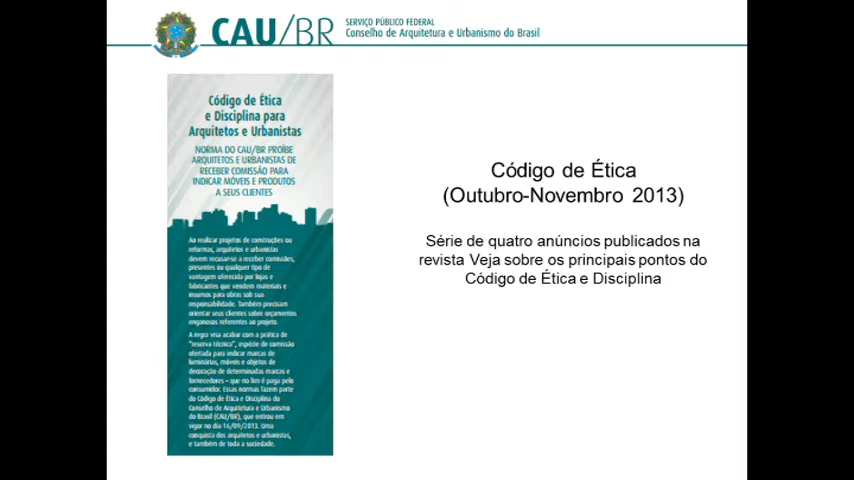 CAU/BR
SERVIÇO PÚBLICO FEDERAL
Conselho de Arquitetura e Urbanismo do Brasil
Código de Ética
e Disciplina para
Arquitetos e Urbanistas
NORMA DO CAU/BR PROÍBE
ARQUITETOS E URBANISTAS DE
RECEBER COMISSÃO PARA
INDICAR MÓVEIS E PRODUTOS
A SEUS CLIENTES
Ao realizar projetos de construções ou
reformas, arquitetos e urbanistas
devem recusar-se a receber comissões,
presentes ou qualquer tipo de
vantagem oferecida por lojas e
fabricantes que vendem materiais e
insumos para obras sob sua
responsabilidade. Também precisam
orientar seus clientes sobre orçamentos
enganosos referentes ao projeto.
A regra visa acabar com a prática de
"reserva técnica", espécie de comissão
ofertada para indicar marcas de
luminárias, móveis e objetos de
decoração de determinadas marcas e
fornecedores – que no fim é paga pelo
consumidor. Essas normas fazem parte
do Código de Ética e Disciplina do
Conselho de Arquitetura e Urbanismo
do Brasil (CAU/BR), que entrou em
vigor no dia 16/09/2013. Uma
conquista dos arquitetos e urbanistas,
e também de toda a sociedade.
Código de Ética
(Outubro-Novembro 2013)
Série de quatro anúncios publicados na
revista Veja sobre os principais pontos do
Código de Ética e Disciplina